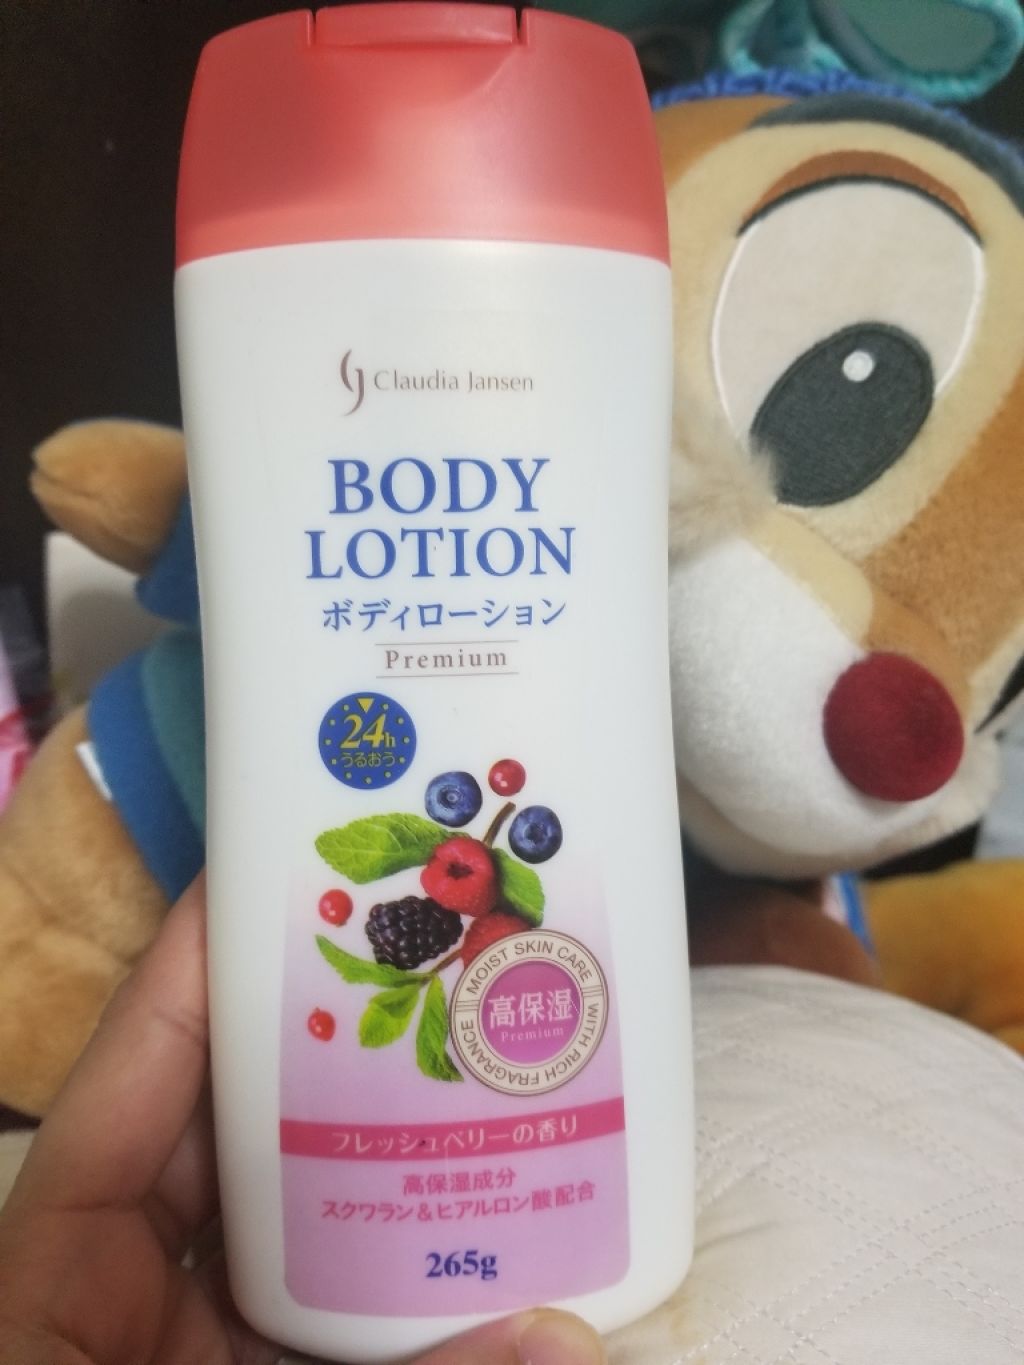 Claudia Jansen
BODY
LOTION
ボディローション
Premium
24h
うるおう
MOIST SKIN CARE
WITH RICH FRAGRANCE
高保湿
Premium
フレッシュベリーの香り
高保湿成分
スクワラン&ヒアルロン酸配合
265g